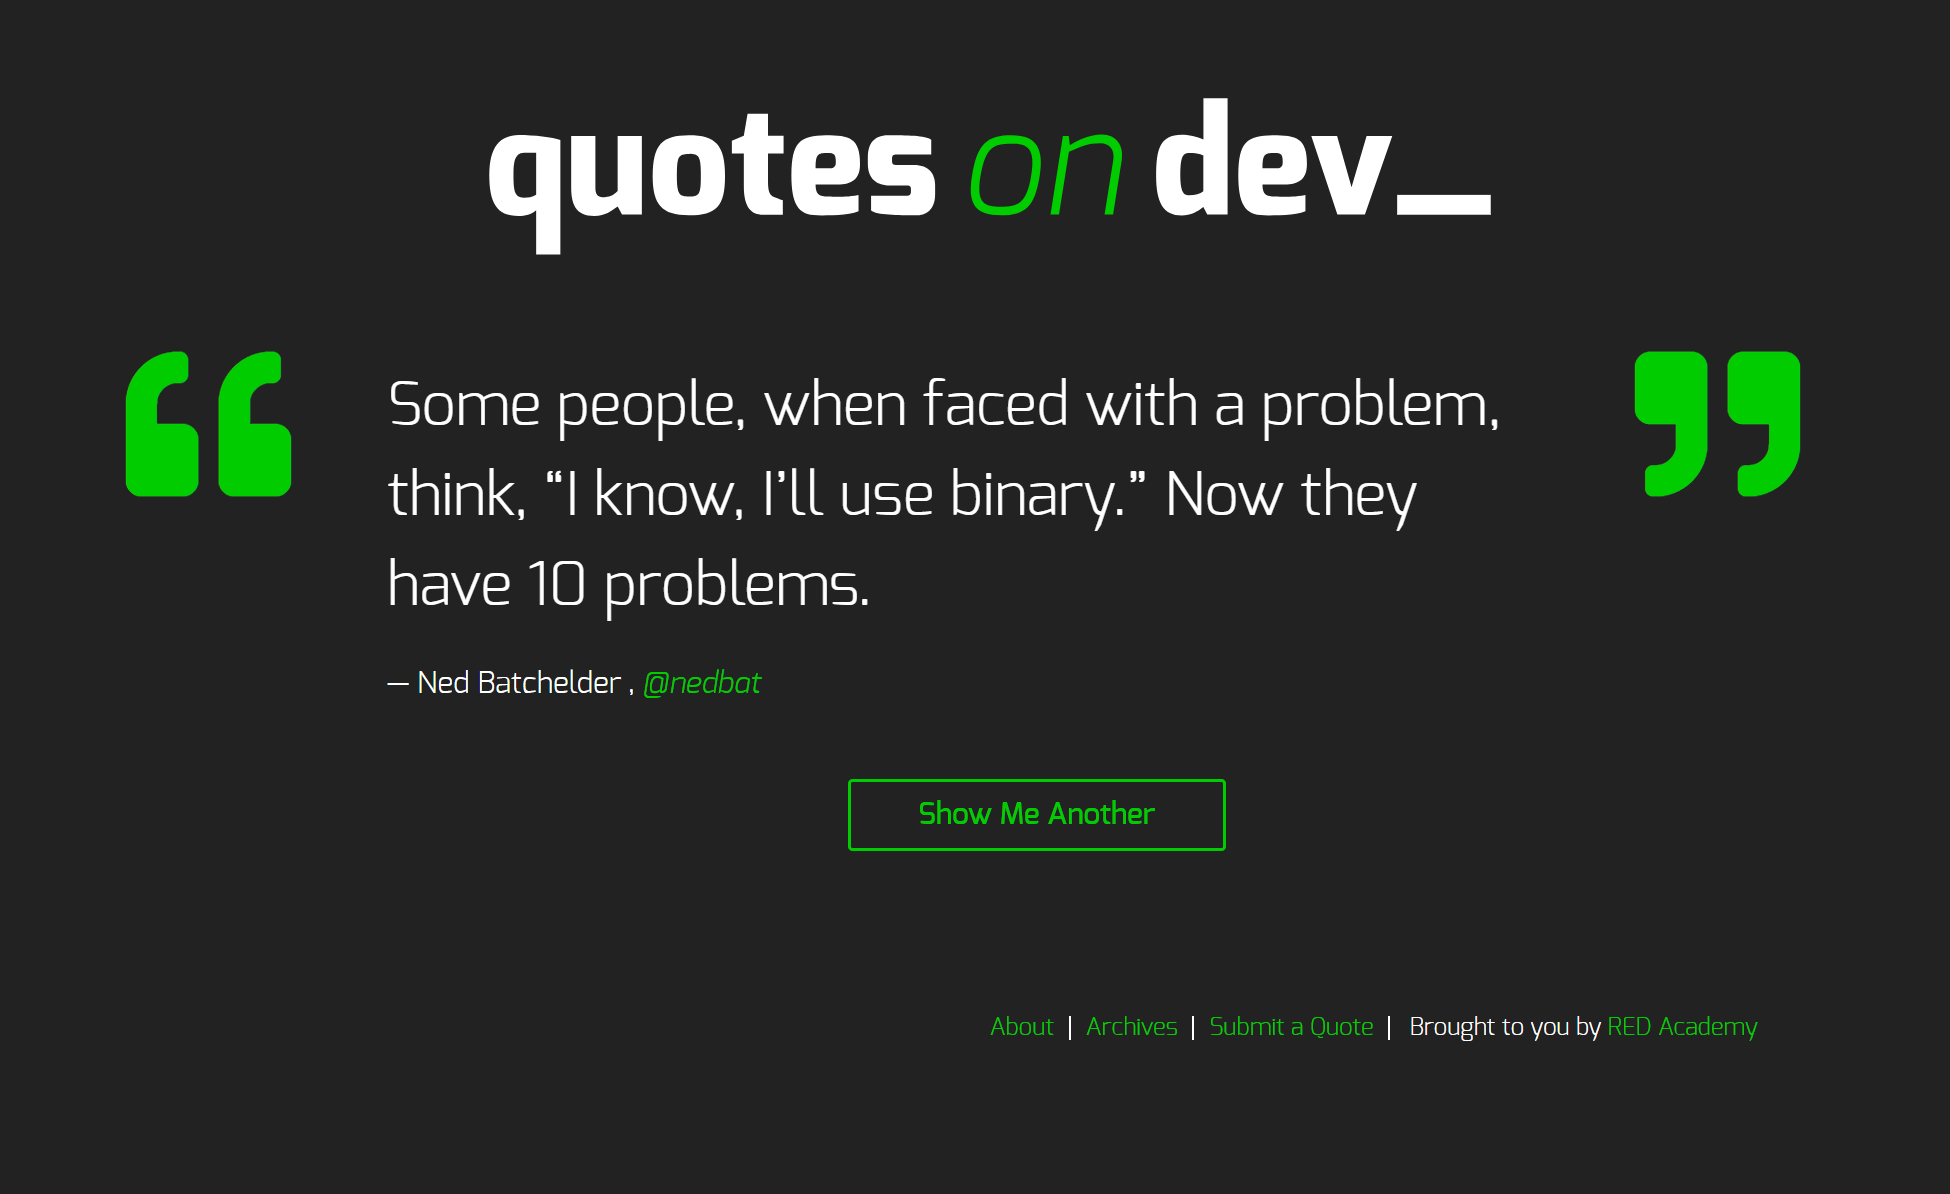 quotes on dev_
Some people, when faced with a problem,
think, “I know, I’ll use binary.” Now they
have 10 problems.
— Ned Batchelder , @nedbat
Show Me Another
About | Archives | Submit a Quote | Brought to you by RED Academy